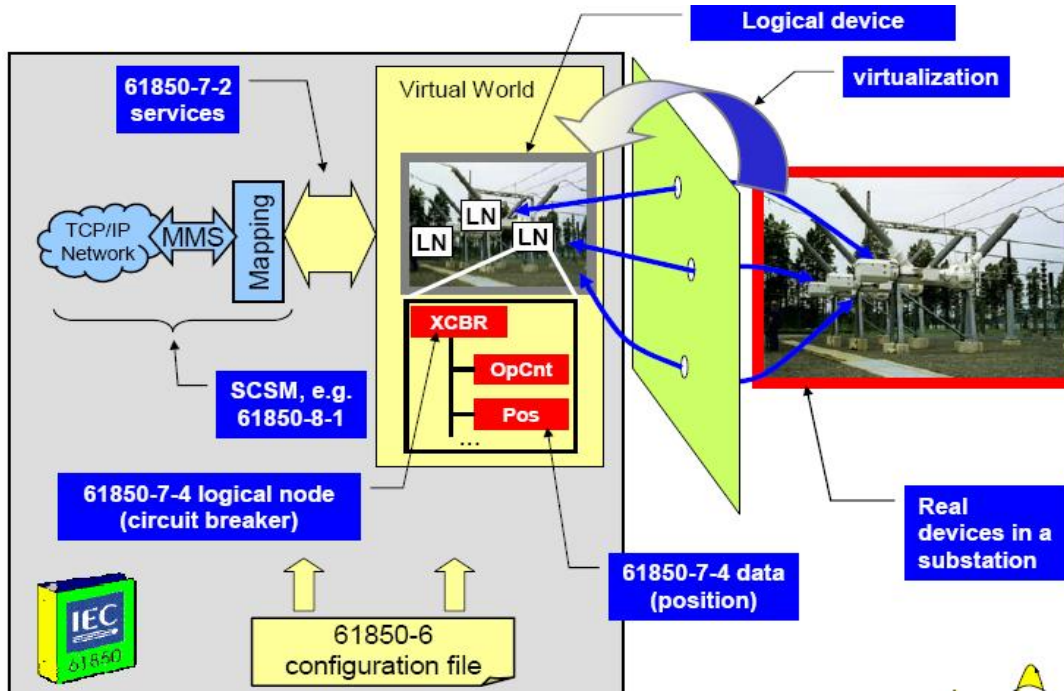 Logical device
61850-7-2
services
Virtual World
virtualization
LN
LN
LN
TCP/IP
Network
MMS
Mapping
XCBR
OpCnt
Pos
...
SCSM, e.g.
61850-8-1
61850-7-4 logical node
(circuit breaker)
Real
devices in a
substation
61850-7-4 data
(position)
IEC
61850
61850-6
configuration file